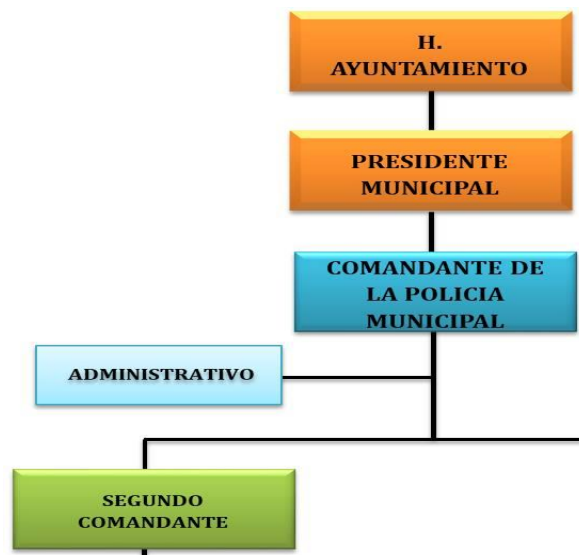 H.
AYUNTAMIENTO
PRESIDENTE
MUNICIPAL
COMANDANTE DE
LA POLICIA
MUNICIPAL
ADMINISTRATIVO
SEGUNDO
COMANDANTE